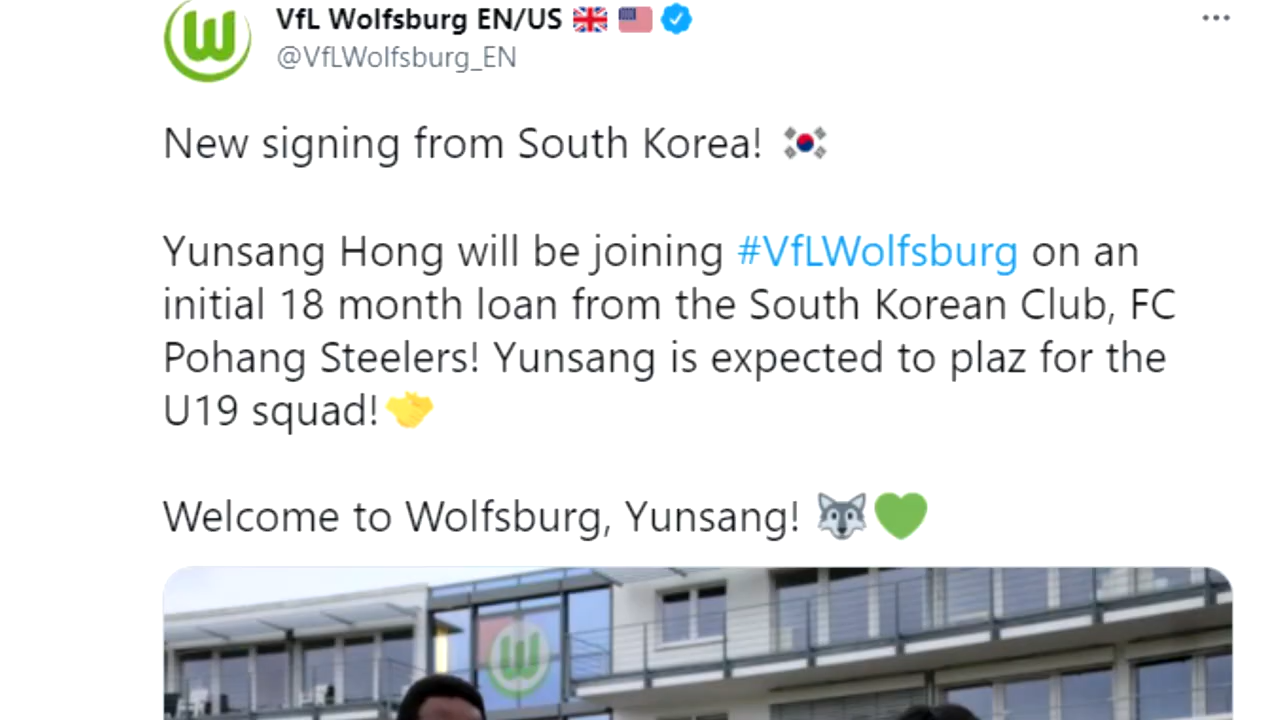 VfL Wolfsburg EN/US 🇬🇧 🇺🇸
@VfLWolfsburg_EN
New signing from South Korea! 🇰🇷
Yunsang Hong will be joining #VfLWolfsburg on an
initial 18 month loan from the South Korean Club, FC
Pohang Steelers! Yunsang is expected to plaz for the
U19 squad!🤝
Welcome to Wolfsburg, Yunsang! 🐺💚